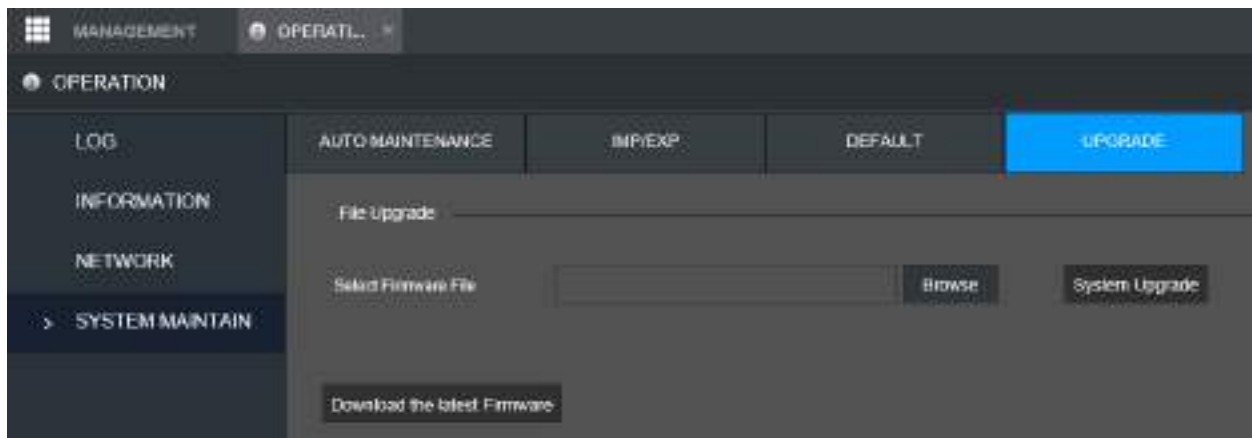 MANAGEMENT OPERATI...
OPERATION
LOG
AUTO MAINTENANCE IMP/EXP DEFAULT UPGRADE
INFORMATION
File Upgrade
NETWORK
Select Firmware File Browse System Upgrade
> SYSTEM MAINTAIN
Download the latest Firmware